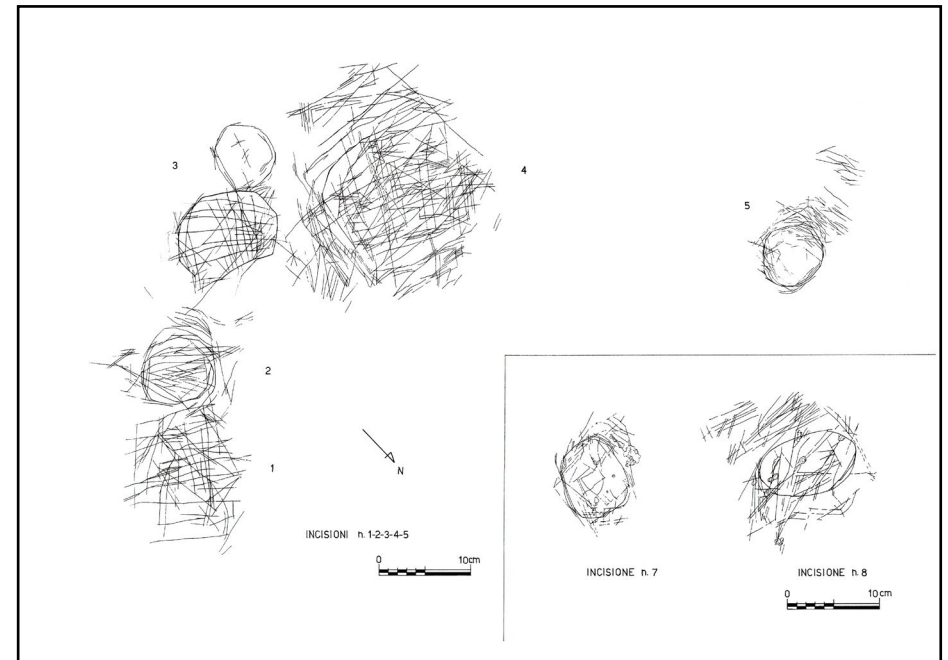 3
4
5
2
1
N
INCISIONI n. 1-2-3-4-5
0 10cm
INCISIONE n. 7
INCISIONE n. 8
0 10cm